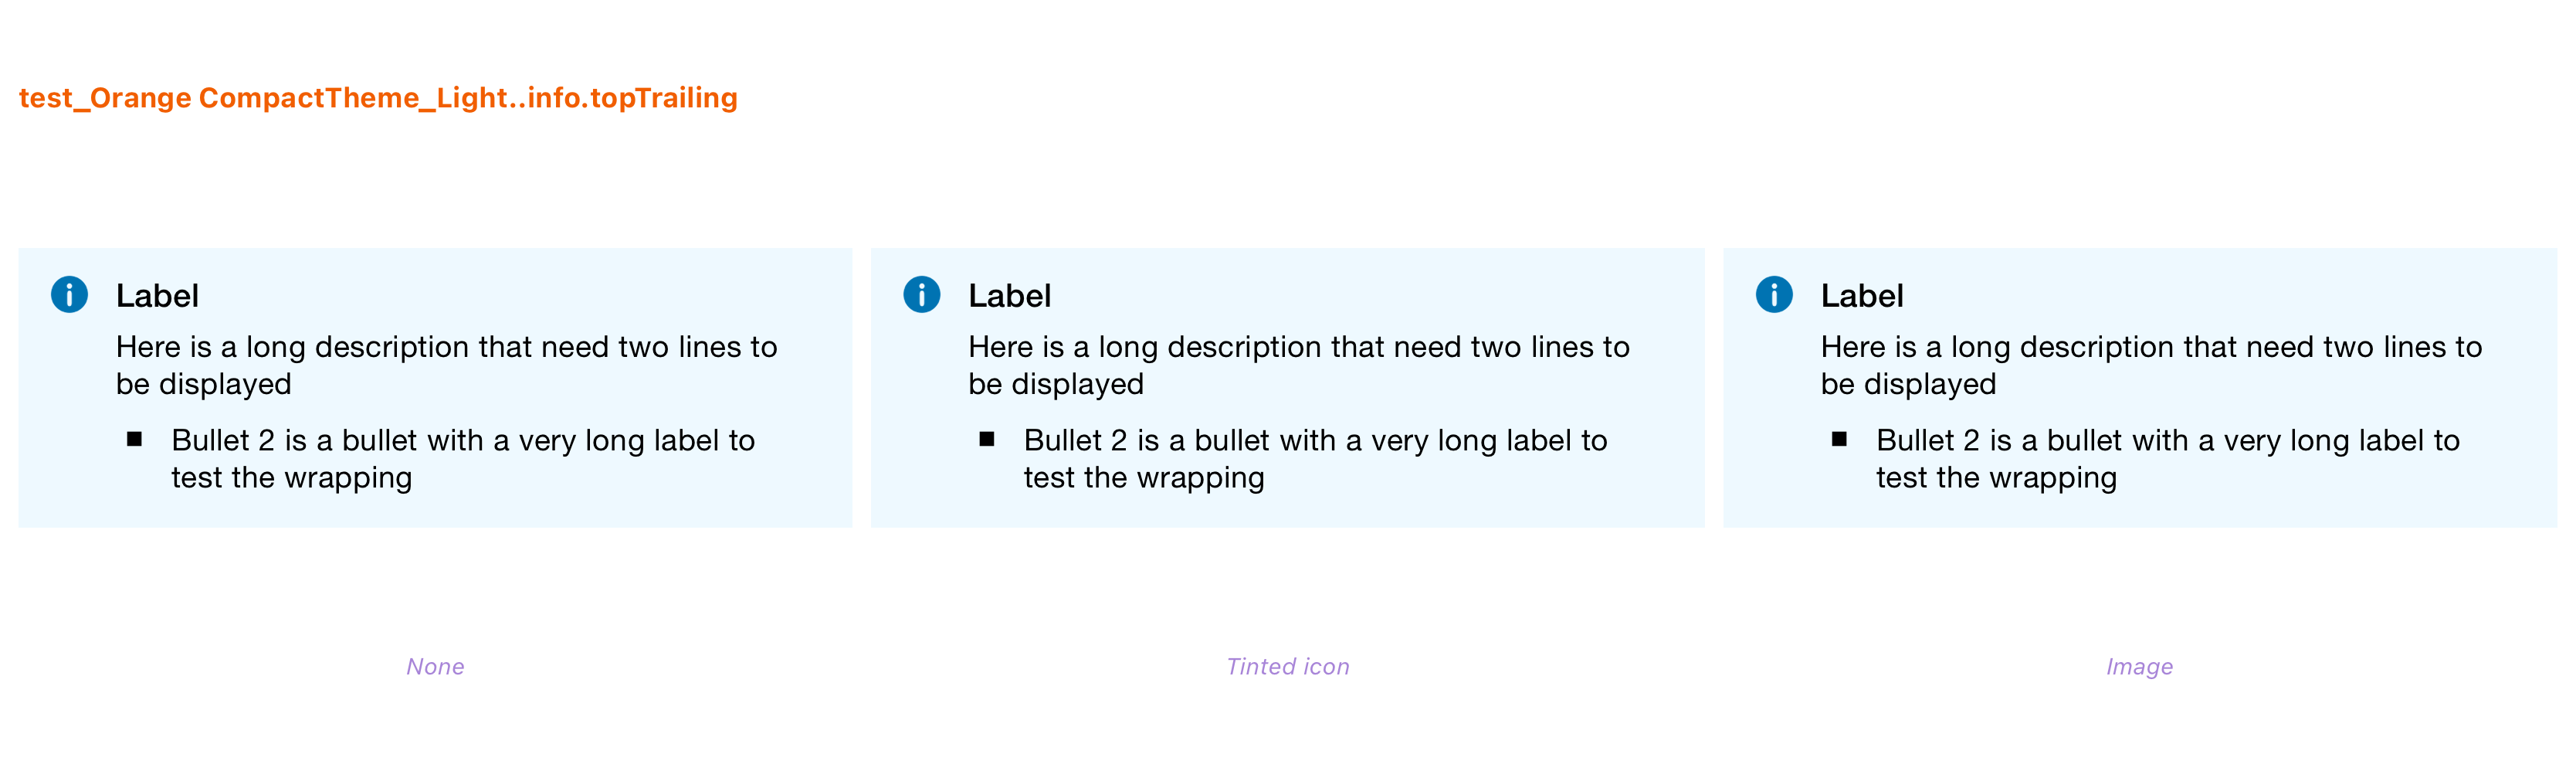 test_Orange CompactTheme_Light..info.topTrailing
Label
Here is a long description that need two lines to
be displayed
■ Bullet 2 is a bullet with a very long label to
test the wrapping
None
Label
Here is a long description that need two lines to
be displayed
■ Bullet 2 is a bullet with a very long label to
test the wrapping
Tinted icon
Label
Here is a long description that need two lines to
be displayed
■ Bullet 2 is a bullet with a very long label to
test the wrapping
Image